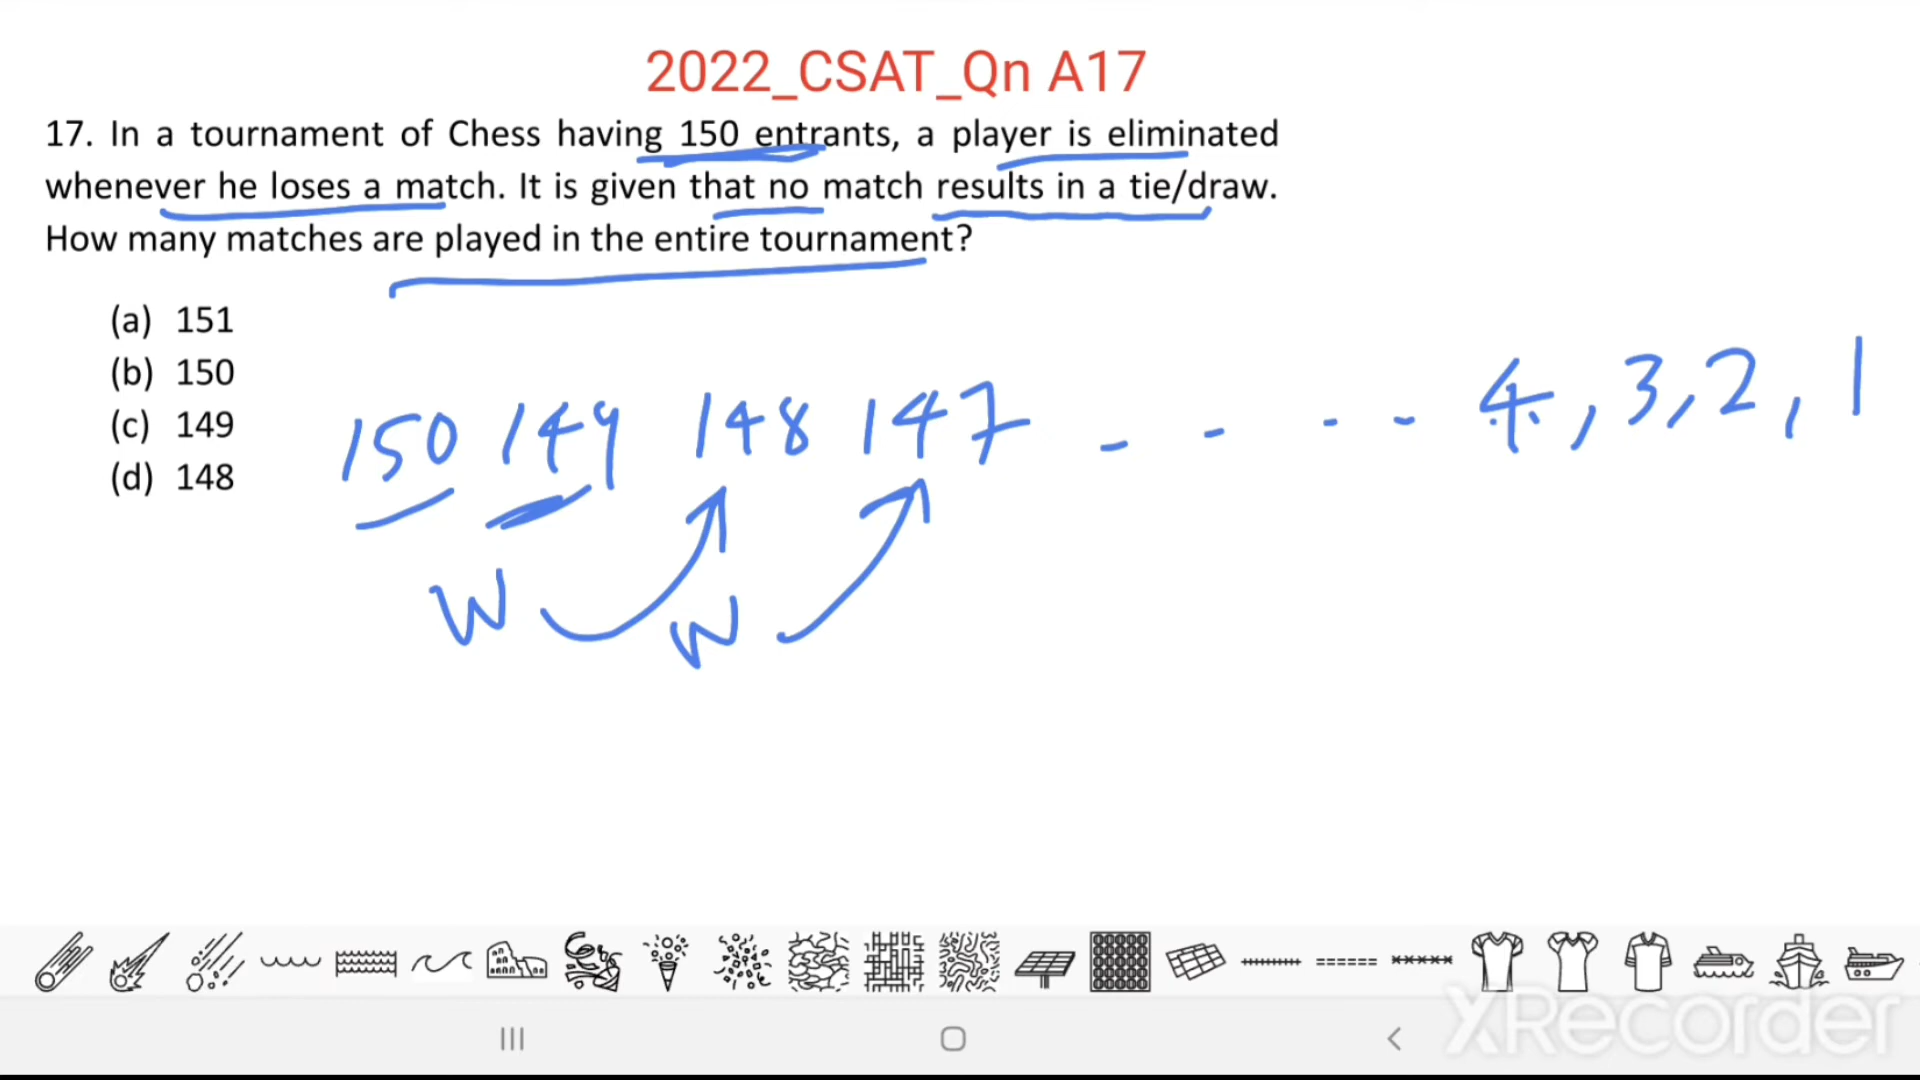 2022_CSAT_Qn A17
17. In a tournament of Chess having 150 entrants, a player is eliminated
whenever he loses a match. It is given that no match results in a tie/draw.
How many matches are played in the entire tournament?
(a) 151
(b) 150
(c) 149
(d) 148
150 149 148 147 - - - - 4, 3, 2, 1
W W
XRecorder